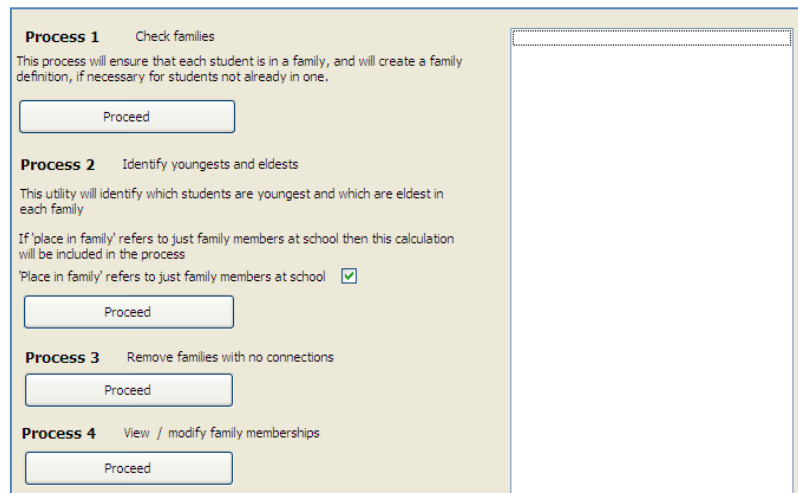 Process 1 Check families
This process will ensure that each student is in a family, and will create a family
definition, if necessary for students not already in one.
Proceed
Process 2 Identify youngests and eldests
This utility will identify which students are youngest and which are eldest in
each family
If 'place in family' refers to just family members at school then this calculation
will be included in the process
'Place in family' refers to just family members at school
Proceed
Process 3 Remove families with no connections
Proceed
Process 4 View / modify family memberships
Proceed